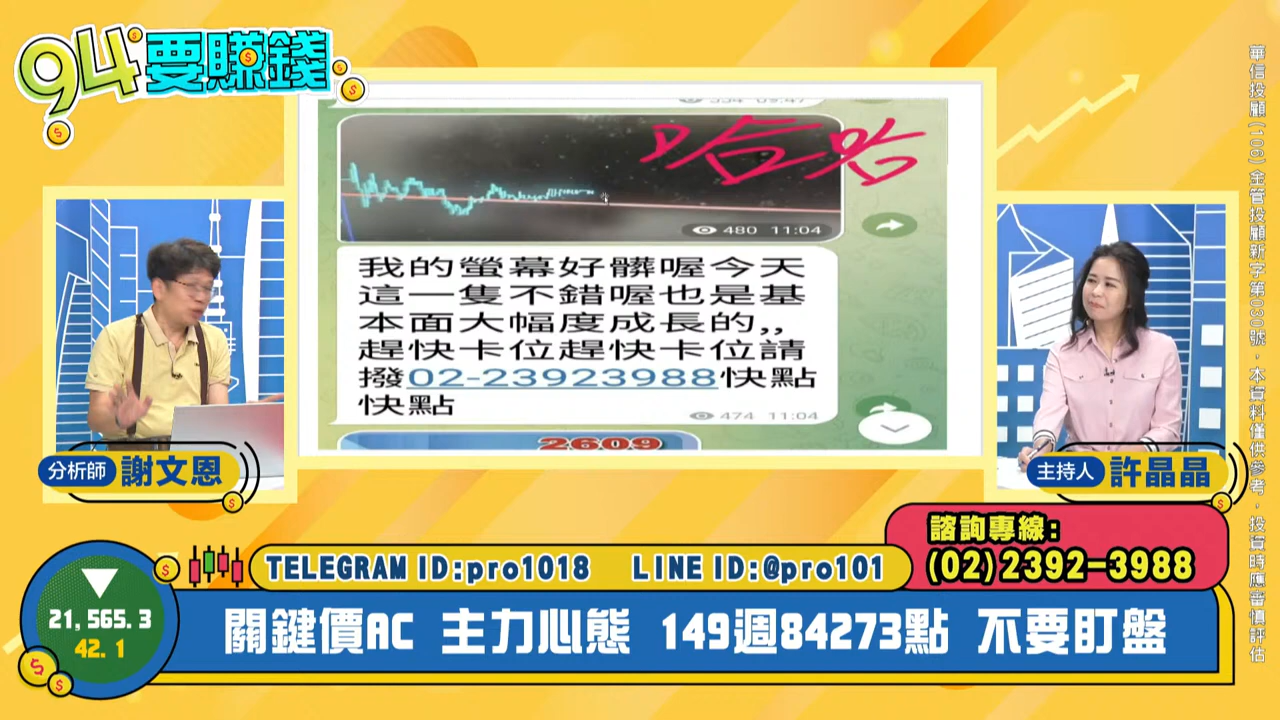 94要賺錢
哈哈
480 11:04
我的螢幕好髒喔今天
這一隻不錯喔也是基
本面大幅度成長的,,
趕快卡位趕快卡位請
撥02-23923988快點
快點
474 11:04
2609
分析師 謝文恩
主持人 許晶晶
諮詢專線:
(02)2392-3988
TELEGRAM ID:pro1018 LINE ID:@pro101
21,565.3
42.1
關鍵價AC 主力心態 149週84273點 不要盯盤
華信投顧(106)金管投顧新字第030號,本資料僅供參考,投資時應審慎評估